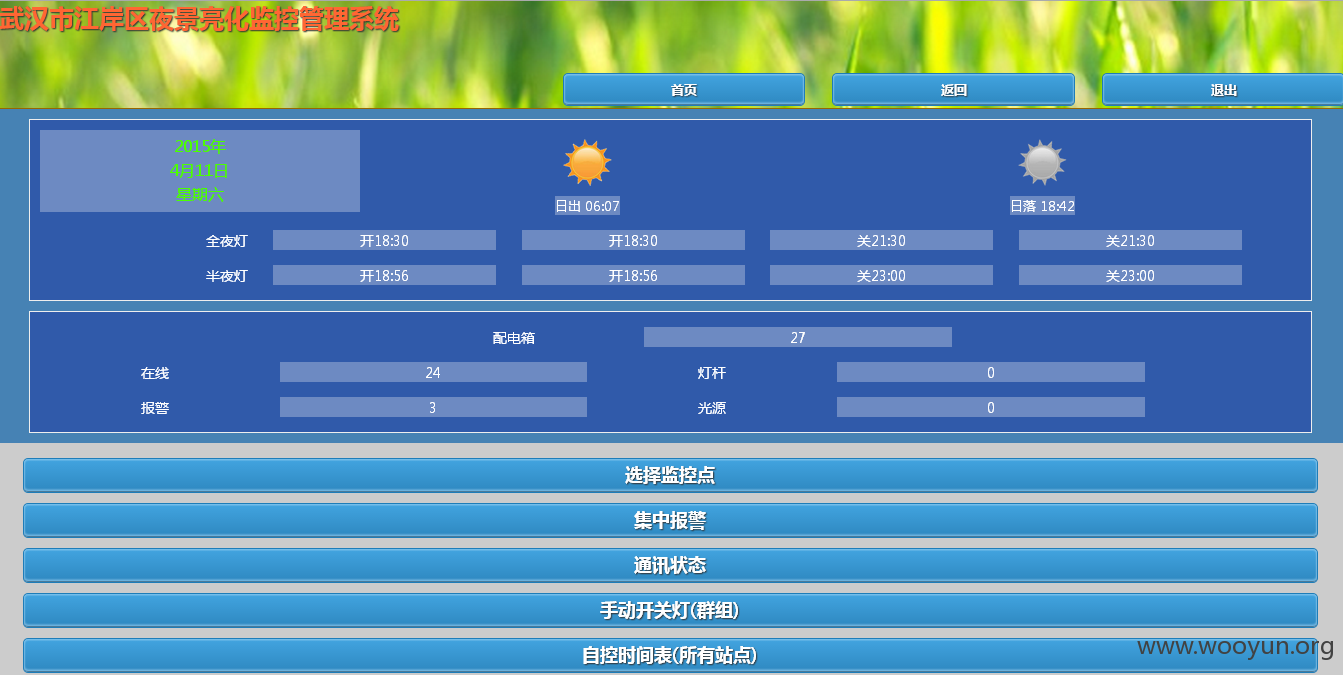 武汉市江岸区夜景亮化监控管理系统
首页 返回 退出
2015年
4月11日
星期六
日出 06:07 日落 18:42
全夜灯 开18:30 开18:30 关21:30 关21:30
半夜灯 开18:56 开18:56 关23:00 关23:00
配电箱 27
在线 24 灯杆 0
报警 3 光源 0
选择监控点
集中报警
通讯状态
手动开关灯(群组)
自控时间表(所有站点)
www.wooyun.org